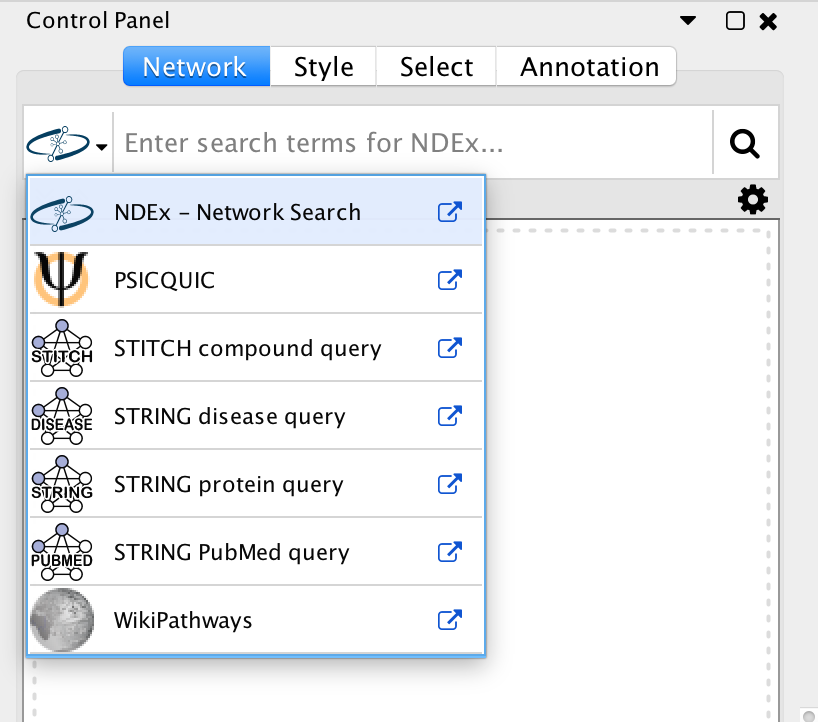 Control Panel
Network Style Select Annotation
Enter search terms for NDEx...
NDEx – Network Search
PSICQUIC
STITCH STITCH compound query
DISEASE STRING disease query
STRING STRING protein query
PUBMED STRING PubMed query
WikiPathways